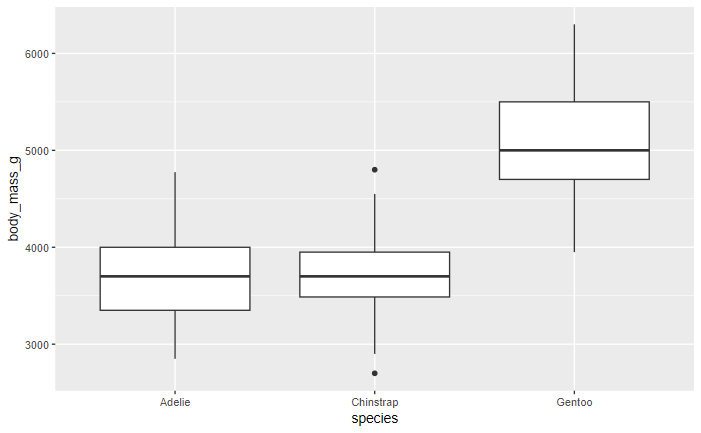 body_mass_g
6000
5000
4000
3000
Adelie Chinstrap Gentoo
species